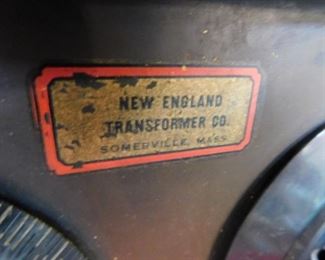 NEW ENGLAND
TRANSFORMER CO.
SOMERVILLE, MASS.